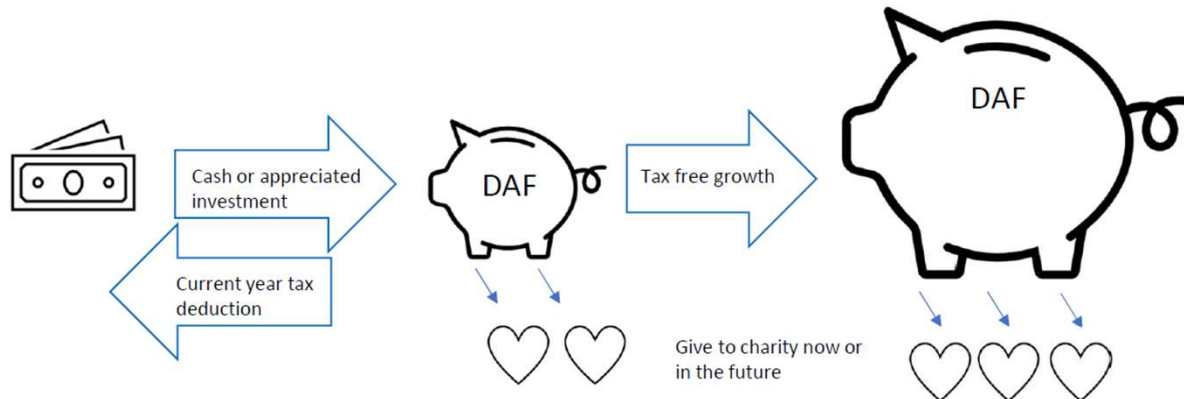 Cash or appreciated
investment
Current year tax
deduction
DAF
Tax free growth
DAF
Give to charity now or
in the future